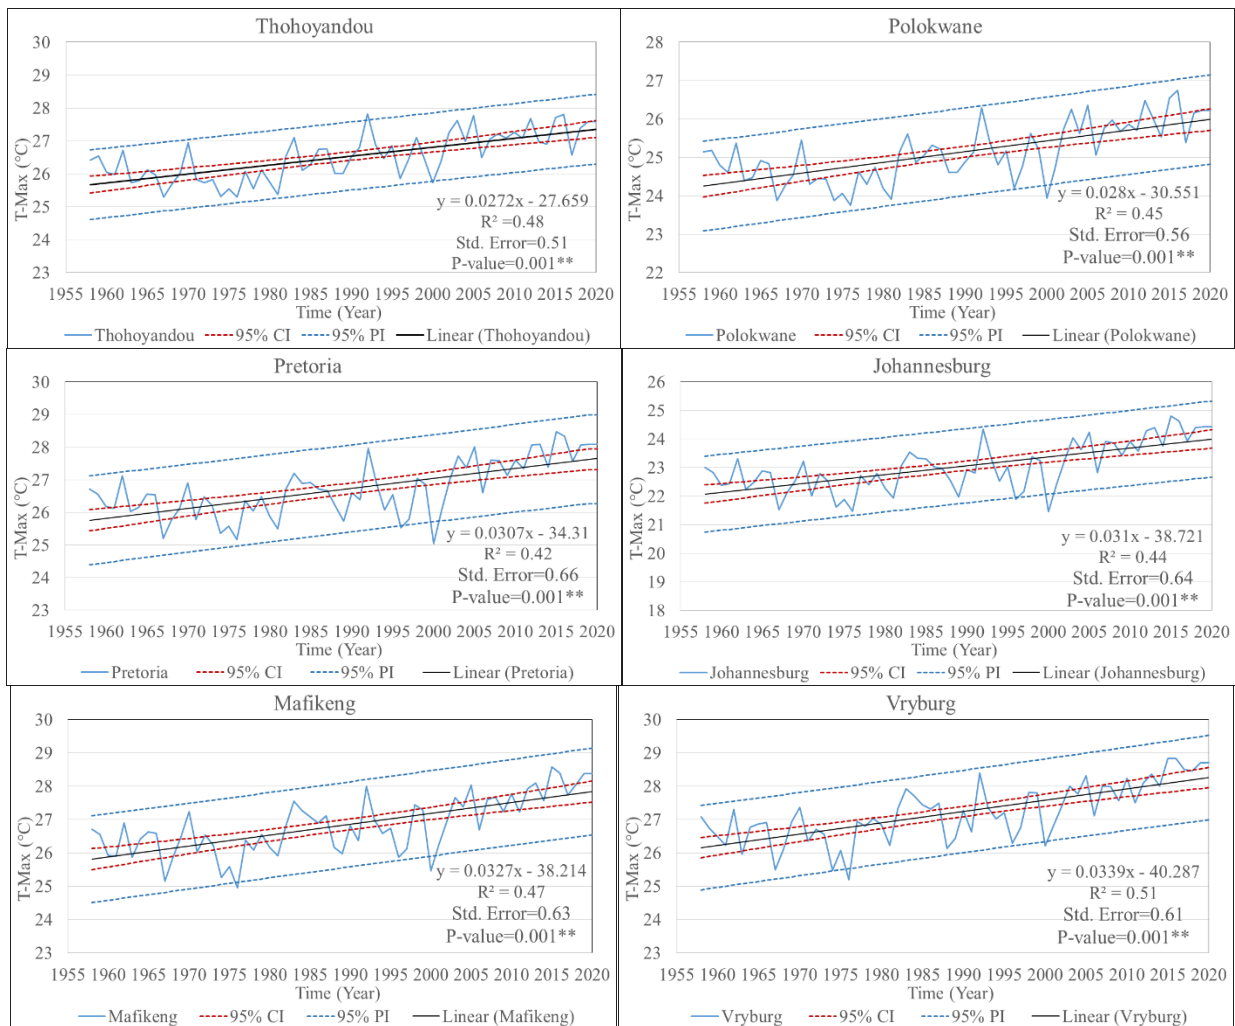 Thohoyandou
30
29
28
27
26
25
24
23
T-Max (°C)
y = 0.0272x - 27.659
R² =0.48
Std. Error=0.51
P-value=0.001**
1955 1960 1965 1970 1975 1980 1985 1990 1995 2000 2005 2010 2015 2020
Time (Year)
Thohoyandou 95% CI 95% PI Linear (Thohoyandou)
Polokwane
28
27
26
25
24
23
22
T-Max (°C)
y = 0.028x - 30.551
R² = 0.45
Std. Error=0.56
P-value=0.001**
1955 1960 1965 1970 1975 1980 1985 1990 1995 2000 2005 2010 2015 2020
Time (Year)
Polokwane 95% CI 95% PI Linear (Polokwane)
Pretoria
30
29
28
27
26
25
24
23
T-Max (°C)
y = 0.0307x - 34.31
R² = 0.42
Std. Error=0.66
P-value=0.001**
1955 1960 1965 1970 1975 1980 1985 1990 1995 2000 2005 2010 2015 2020
Time (Year)
Pretoria 95% CI 95% PI Linear (Pretoria)
Johannesburg
26
25
24
23
22
21
20
19
18
T-Max (°C)
y = 0.031x - 38.721
R² = 0.44
Std. Error=0.64
P-value=0.001**
1955 1960 1965 1970 1975 1980 1985 1990 1995 2000 2005 2010 2015 2020
Time (Year)
Johannesburg 95% CI 95% PI Linear (Johannesburg)
Mafikeng
30
29
28
27
26
25
24
23
T-Max (°C)
y = 0.0327x - 38.214
R² = 0.47
Std. Error=0.63
P-value=0.001**
1955 1960 1965 1970 1975 1980 1985 1990 1995 2000 2005 2010 2015 2020
Time (Year)
Mafikeng 95% CI 95% PI Linear (Mafikeng)
Vryburg
30
29
28
27
26
25
24
23
T-Max (°C)
y = 0.0339x - 40.287
R² = 0.51
Std. Error=0.61
P-value=0.001**
1955 1960 1965 1970 1975 1980 1985 1990 1995 2000 2005 2010 2015 2020
Time (Year)
Vryburg 95% CI 95% PI Linear (Vryburg)